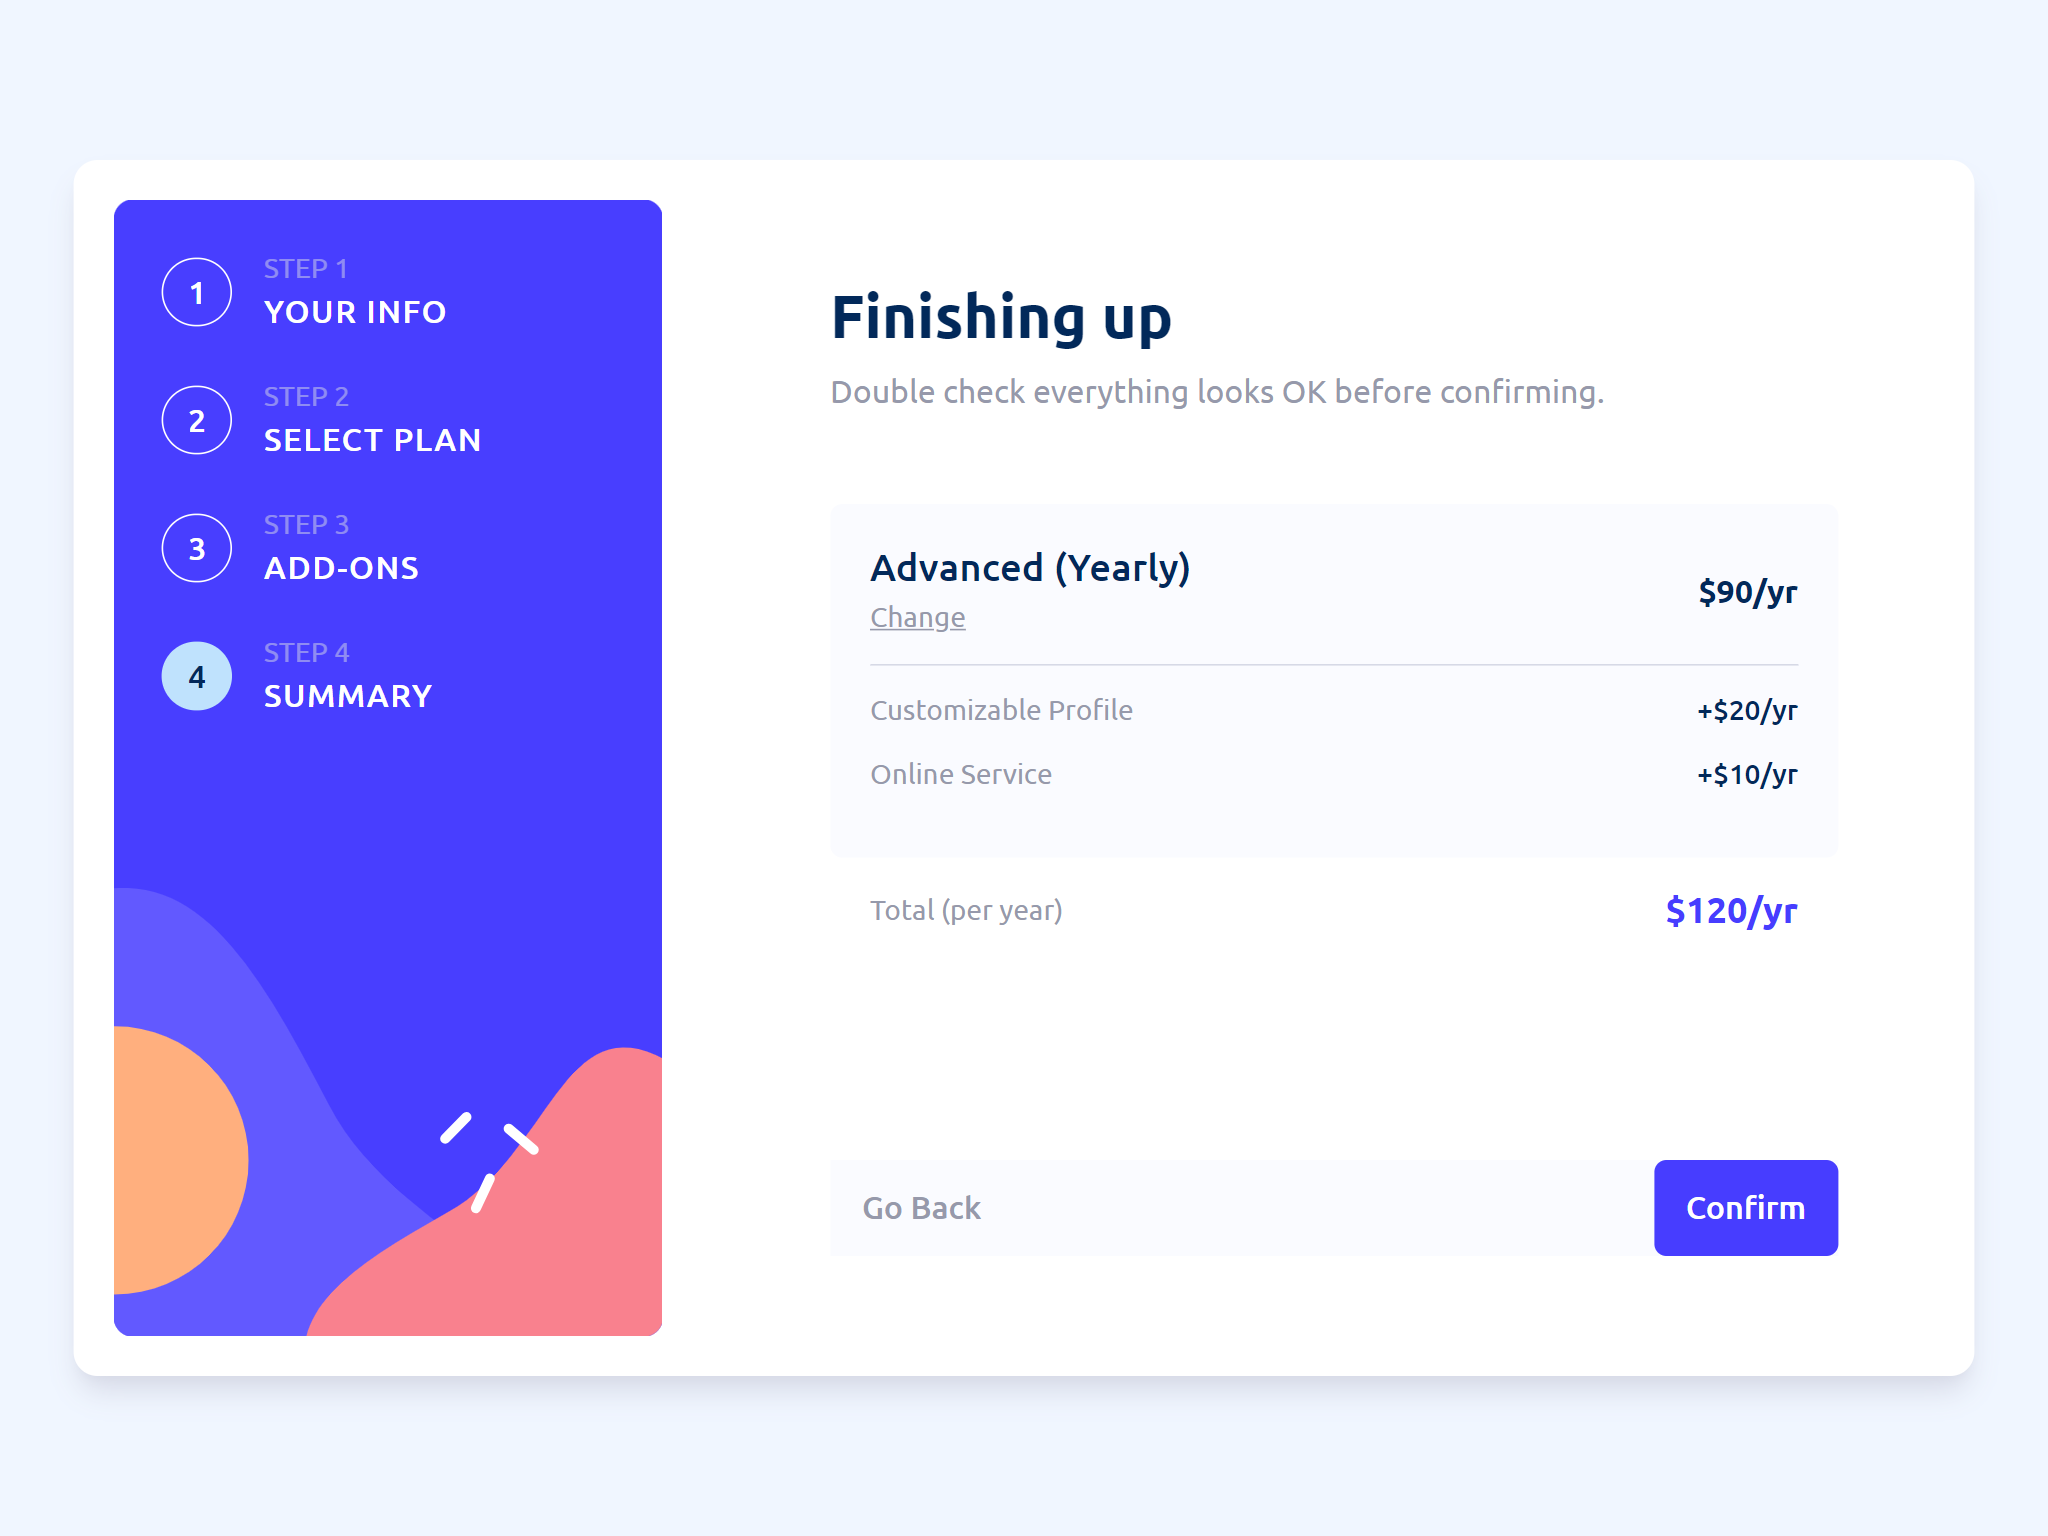 1
STEP 1
YOUR INFO
2
STEP 2
SELECT PLAN
3
STEP 3
ADD-ONS
4
STEP 4
SUMMARY
Finishing up
Double check everything looks OK before confirming.
Advanced (Yearly)
Change
$90/yr
Customizable Profile +$20/yr
Online Service +$10/yr
Total (per year) $120/yr
Go Back Confirm